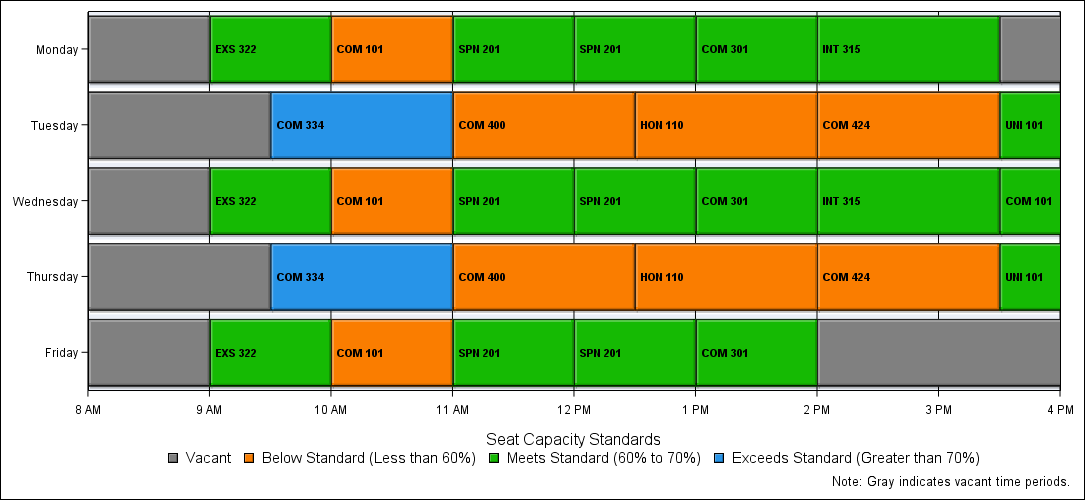 Monday EXS 322 COM 101 SPN 201 SPN 201 COM 301 INT 315
Tuesday COM 334 COM 400 HON 110 COM 424 UNI 101
Wednesday EXS 322 COM 101 SPN 201 SPN 201 COM 301 INT 315 COM 101
Thursday COM 334 COM 400 HON 110 COM 424 UNI 101
Friday EXS 322 COM 101 SPN 201 SPN 201 COM 301
8 AM 9 AM 10 AM 11 AM 12 PM 1 PM 2 PM 3 PM 4 PM
Seat Capacity Standards
Vacant Below Standard (Less than 60%) Meets Standard (60% to 70%) Exceeds Standard (Greater than 70%)
Note: Gray indicates vacant time periods.